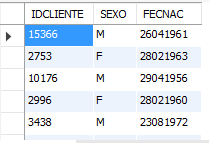 IDCLIENTE SEXO FECNAC
15366 M 26041961
2753 F 28021963
10176 M 29041956
2996 F 28021960
3438 M 23081972